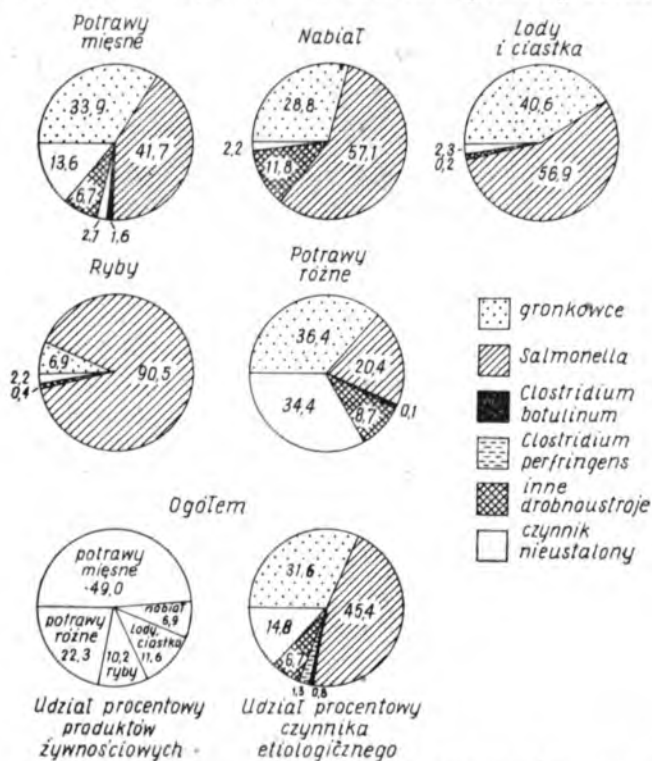 Potrawy
mięsne
33,9
41,7
13,6
6,7
2,7
1,6
Nabiał
28,8
57,1
2,2
11,8
Lody
i ciastka
40,6
56,9
2,3
0,2
Ryby
6,9
90,5
2,2
0,4
Potrawy
różne
36,4
20,4
34,4
8,7
0,1
gronkowce
Salmonella
Clostridium
botulinum
Clostridium
perfringens
inne
drobnoustroje
czynnik
nieustalony
Ogółem
potrawy
mięsne
49,0
nabiał
6,9
lody,
ciastka
11,6
10,2
ryby
potrawy
różne
22,3
Udział procentowy
produktów
żywnościowych
31,6
45,4
14,8
6,7
1,3
0,8
Udział procentowy
czynnika
etiologicznego